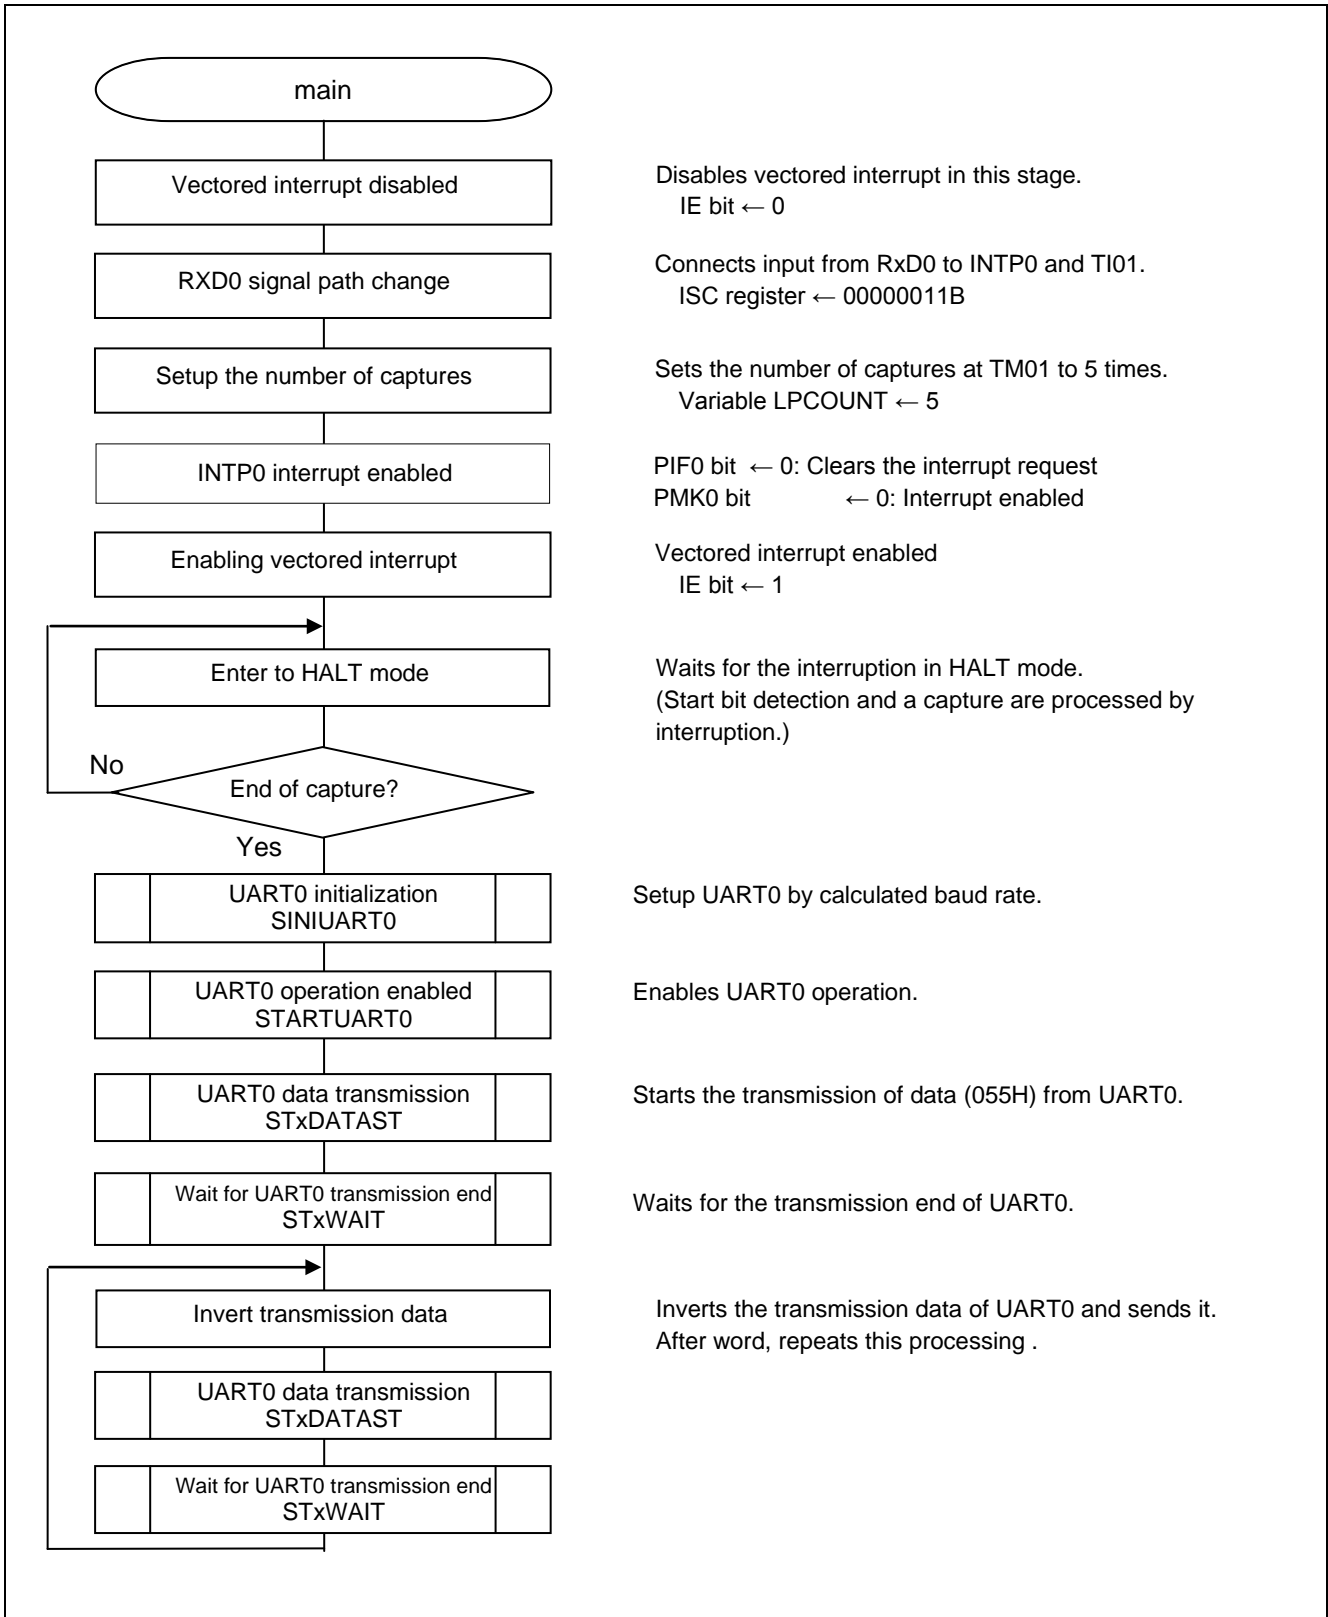 main
Vectored interrupt disabled
Disables vectored interrupt in this stage.
IE bit ← 0
RXD0 signal path change
Connects input from RxD0 to INTP0 and TI01.
ISC register ← 00000011B
Setup the number of captures
Sets the number of captures at TM01 to 5 times.
Variable LPCOUNT ← 5
INTP0 interrupt enabled
PIF0 bit ← 0: Clears the interrupt request
PMK0 bit ← 0: Interrupt enabled
Enabling vectored interrupt
Vectored interrupt enabled
IE bit ← 1
Enter to HALT mode
Waits for the interruption in HALT mode.
(Start bit detection and a capture are processed by
interruption.)
No
End of capture?
Yes
UART0 initialization
SINIUART0
Setup UART0 by calculated baud rate.
UART0 operation enabled
STARTUART0
Enables UART0 operation.
UART0 data transmission
STxDATAST
Starts the transmission of data (055H) from UART0.
Wait for UART0 transmission end
STxWAIT
Waits for the transmission end of UART0.
Invert transmission data
Inverts the transmission data of UART0 and sends it.
After word, repeats this processing .
UART0 data transmission
STxDATAST
Wait for UART0 transmission end
STxWAIT